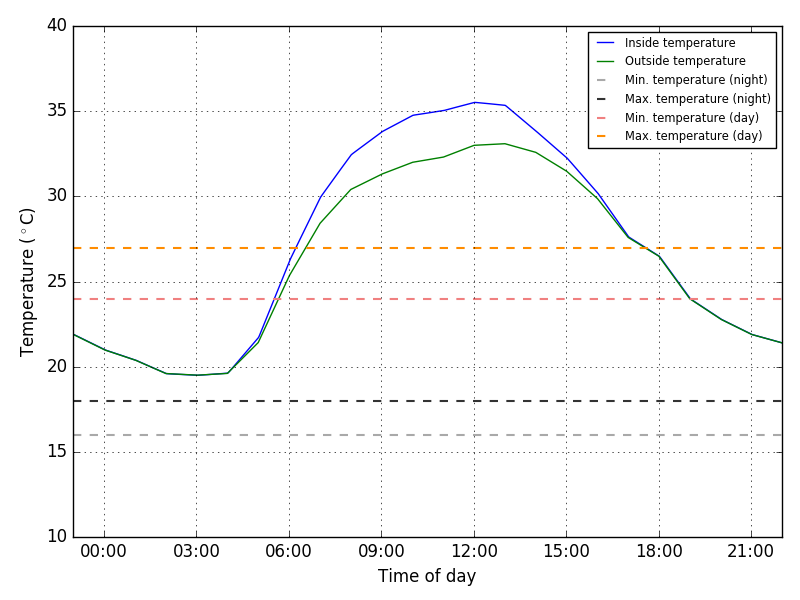 40
35
30
25
20
15
10
Temperature (°C)
Inside temperature
Outside temperature
Min. temperature (night)
Max. temperature (night)
Min. temperature (day)
Max. temperature (day)
00:00 03:00 06:00 09:00 12:00 15:00 18:00 21:00
Time of day